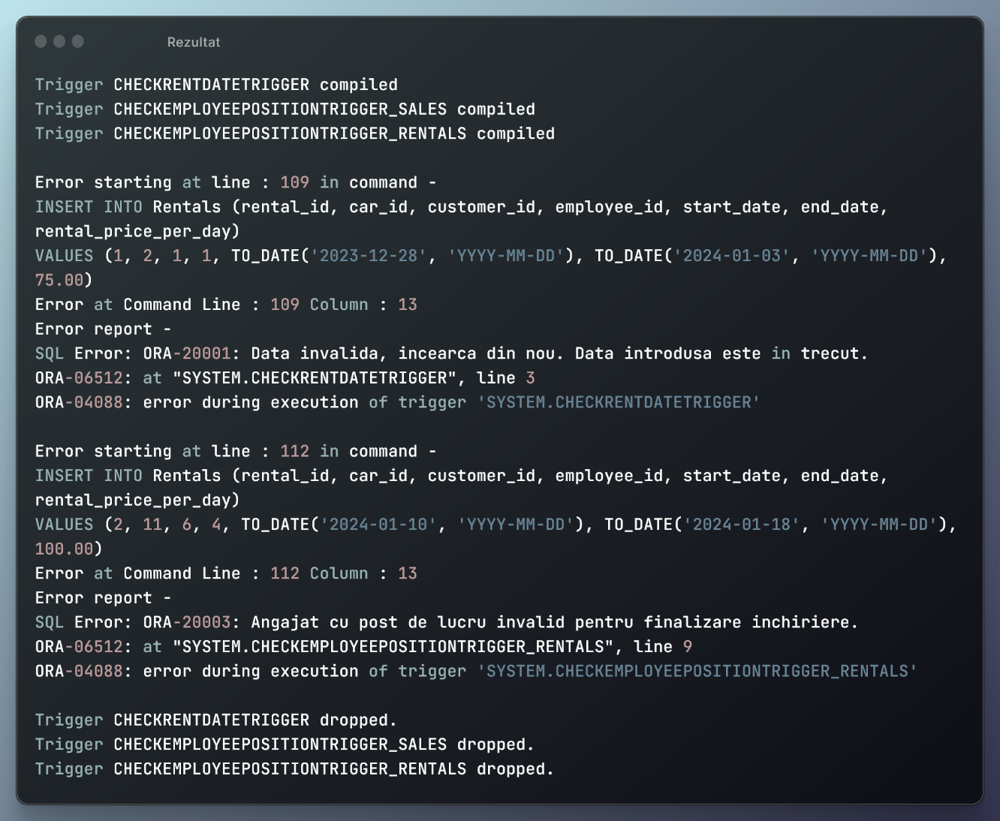 Rezultat
Trigger CHECKRENTDATETRIGGER compiled
Trigger CHECKEMPLOYEEPOSITIONTRIGGER_SALES compiled
Trigger CHECKEMPLOYEEPOSITIONTRIGGER_RENTALS compiled
Error starting at line : 109 in command -
INSERT INTO Rentals (rental_id, car_id, customer_id, employee_id, start_date, end_date,
rental_price_per_day)
VALUES (1, 2, 1, 1, TO_DATE('2023-12-28', 'YYYY-MM-DD'), TO_DATE('2024-01-03', 'YYYY-MM-DD'),
75.00)
Error at Command Line : 109 Column : 13
Error report -
SQL Error: ORA-20001: Data invalida, incearca din nou. Data introdusa este in trecut.
ORA-06512: at "SYSTEM.CHECKRENTDATETRIGGER", line 3
ORA-04088: error during execution of trigger 'SYSTEM.CHECKRENTDATETRIGGER'
Error starting at line : 112 in command -
INSERT INTO Rentals (rental_id, car_id, customer_id, employee_id, start_date, end_date,
rental_price_per_day)
VALUES (2, 11, 6, 4, TO_DATE('2024-01-10', 'YYYY-MM-DD'), TO_DATE('2024-01-18', 'YYYY-MM-DD'),
100.00)
Error at Command Line : 112 Column : 13
Error report -
SQL Error: ORA-20003: Angajat cu post de lucru invalid pentru finalizare inchiriere.
ORA-06512: at "SYSTEM.CHECKEMPLOYEEPOSITIONTRIGGER_RENTALS", line 9
ORA-04088: error during execution of trigger 'SYSTEM.CHECKEMPLOYEEPOSITIONTRIGGER_RENTALS'
Trigger CHECKRENTDATETRIGGER dropped.
Trigger CHECKEMPLOYEEPOSITIONTRIGGER_SALES dropped.
Trigger CHECKEMPLOYEEPOSITIONTRIGGER_RENTALS dropped.